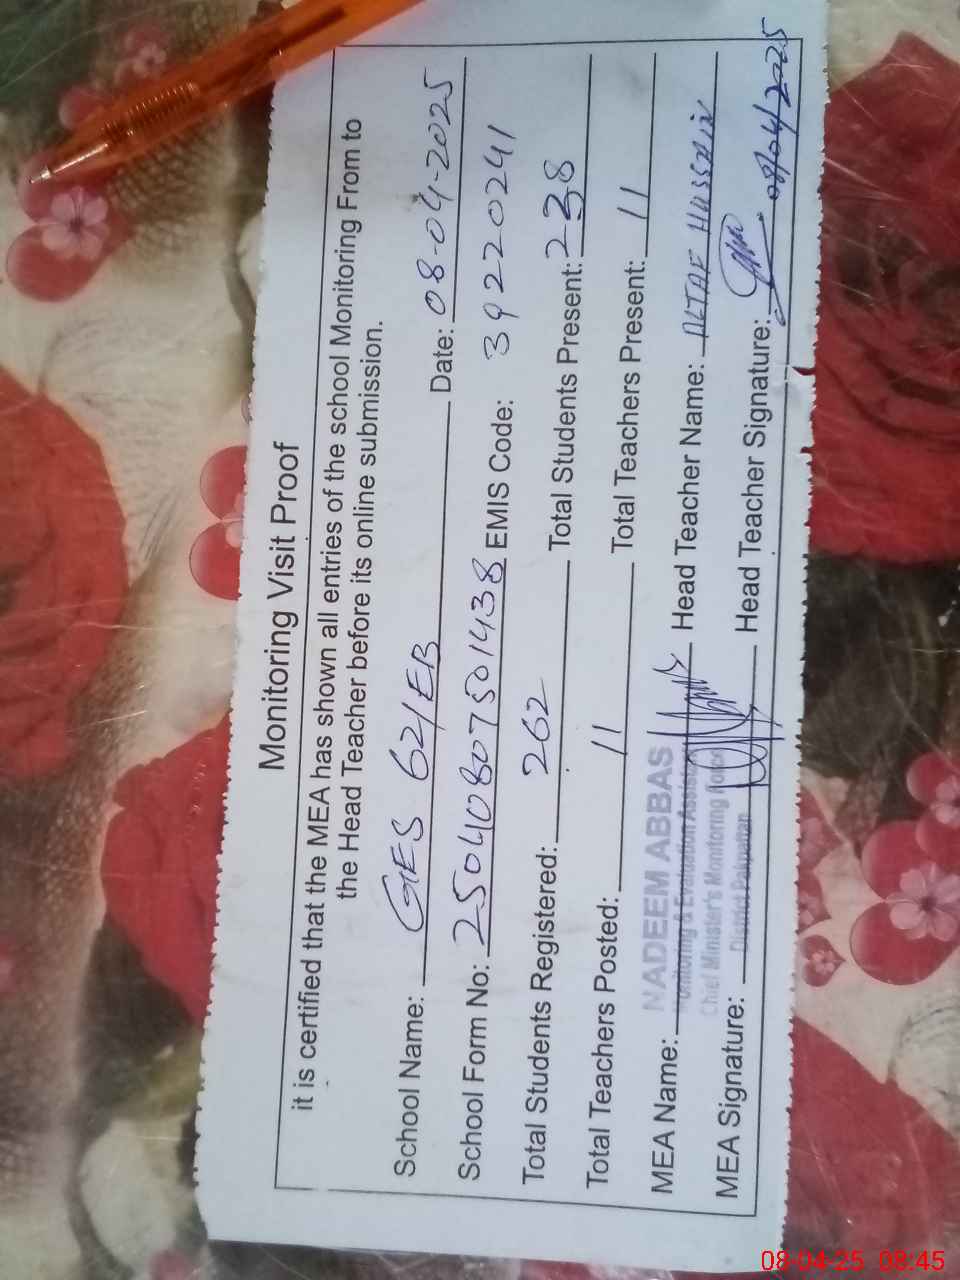 Monitoring Visit Proof
it is certified that the MEA has shown all entries of the school Monitoring From to
the Head Teacher before its online submission.
School Name: GES 62/EB Date: 08-04-2025
School Form No: 25040807501438 EMIS Code: 39220241
Total Students Registered: 262 Total Students Present: 238
Total Teachers Posted: 11 Total Teachers Present: 11
MEA Name: NADEEM ABBAS Head Teacher Name: ALTAF HUSSAIN
Monitoring & Evaluation Assistant
Chief Minister's Monitoring Force
District Pakpattan
MEA Signature: Head Teacher Signature: 08/04/2025
08-04-25 08:45